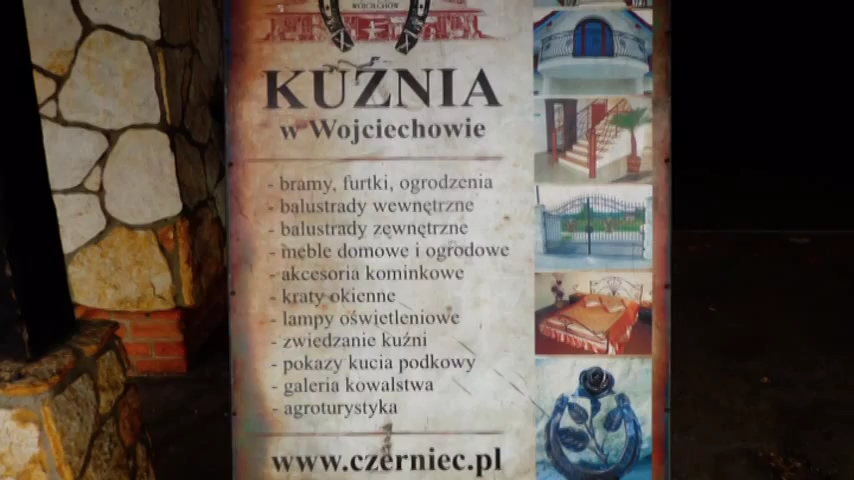 WOJCIECHÓW
KUŹNIA
w Wojciechowie
- bramy, furtki, ogrodzenia
- balustrady wewnętrzne
- balustrady zewnętrzne
- meble domowe i ogrodowe
- akcesoria kominkowe
- kraty okienne
- lampy oświetleniowe
- zwiedzanie kuźni
- pokazy kucia podkowy
- galeria kowalstwa
- agroturystyka
www.czerniec.pl